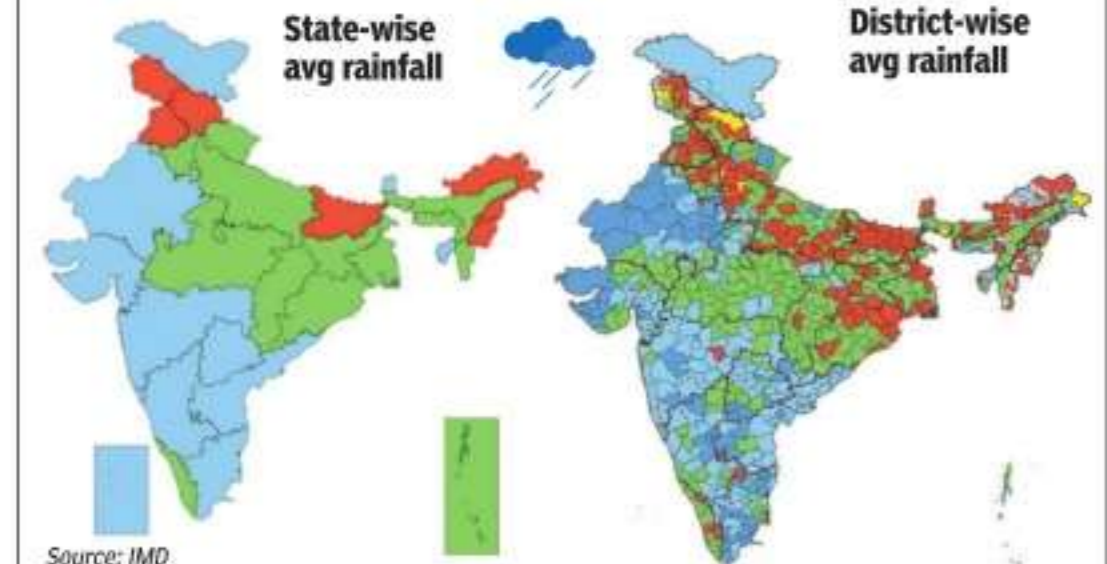 State-wise
avg rainfall
District-wise
avg rainfall
Source: IMD